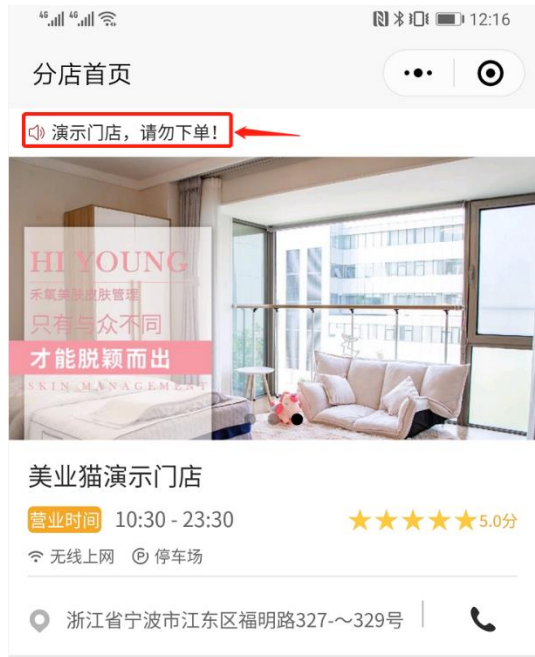 46 46 12:16
分店首页
演示门店，请勿下单！
HI YOUNG
禾氧美肤皮肤管理
只有与众不同
才能脱颖而出
SKIN MANAGEMENT
美业猫演示门店
营业时间 10:30 - 23:30 5.0分
无线上网 P 停车场
浙江省宁波市江东区福明路327-～329号